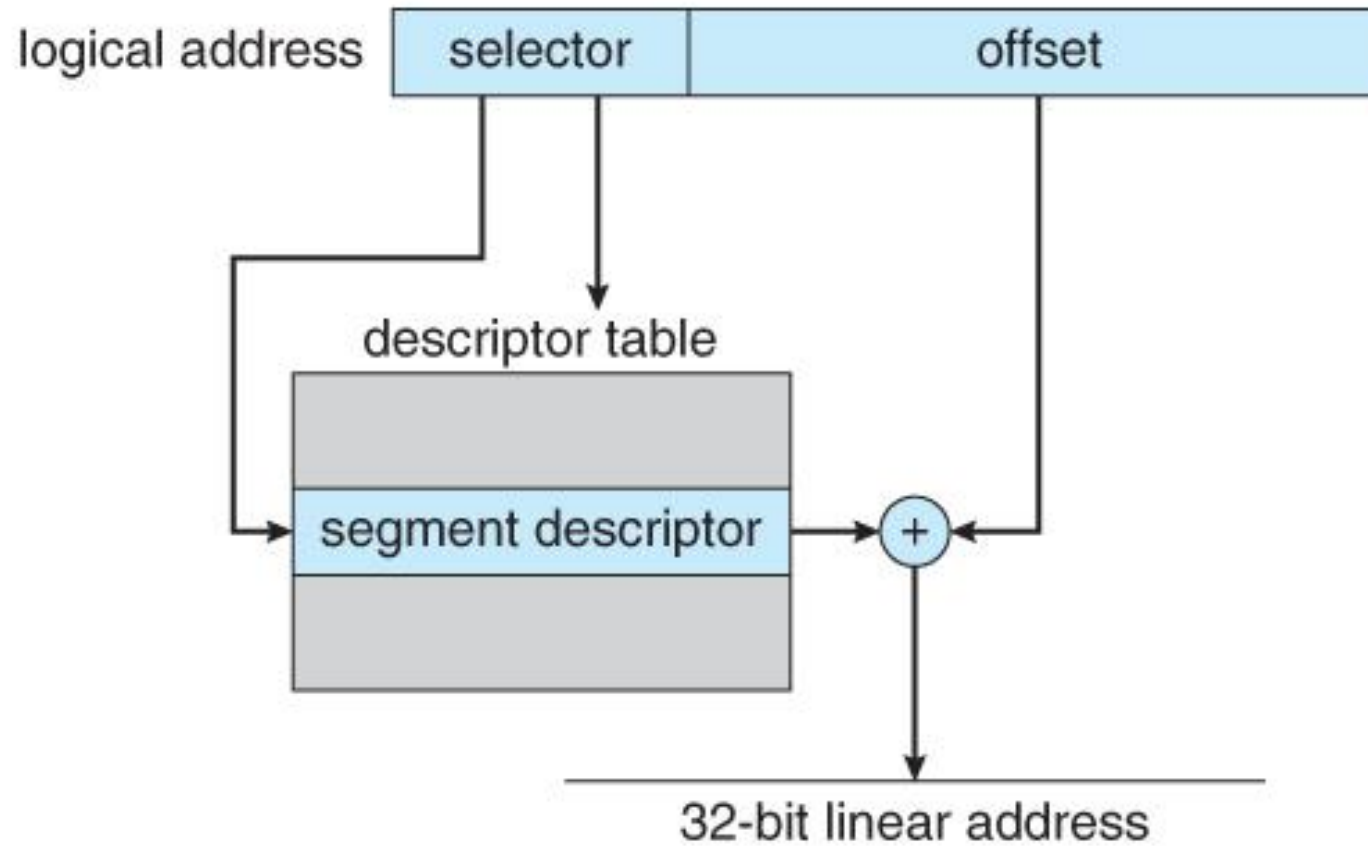 logical address selector offset
descriptor table
segment descriptor +
32-bit linear address